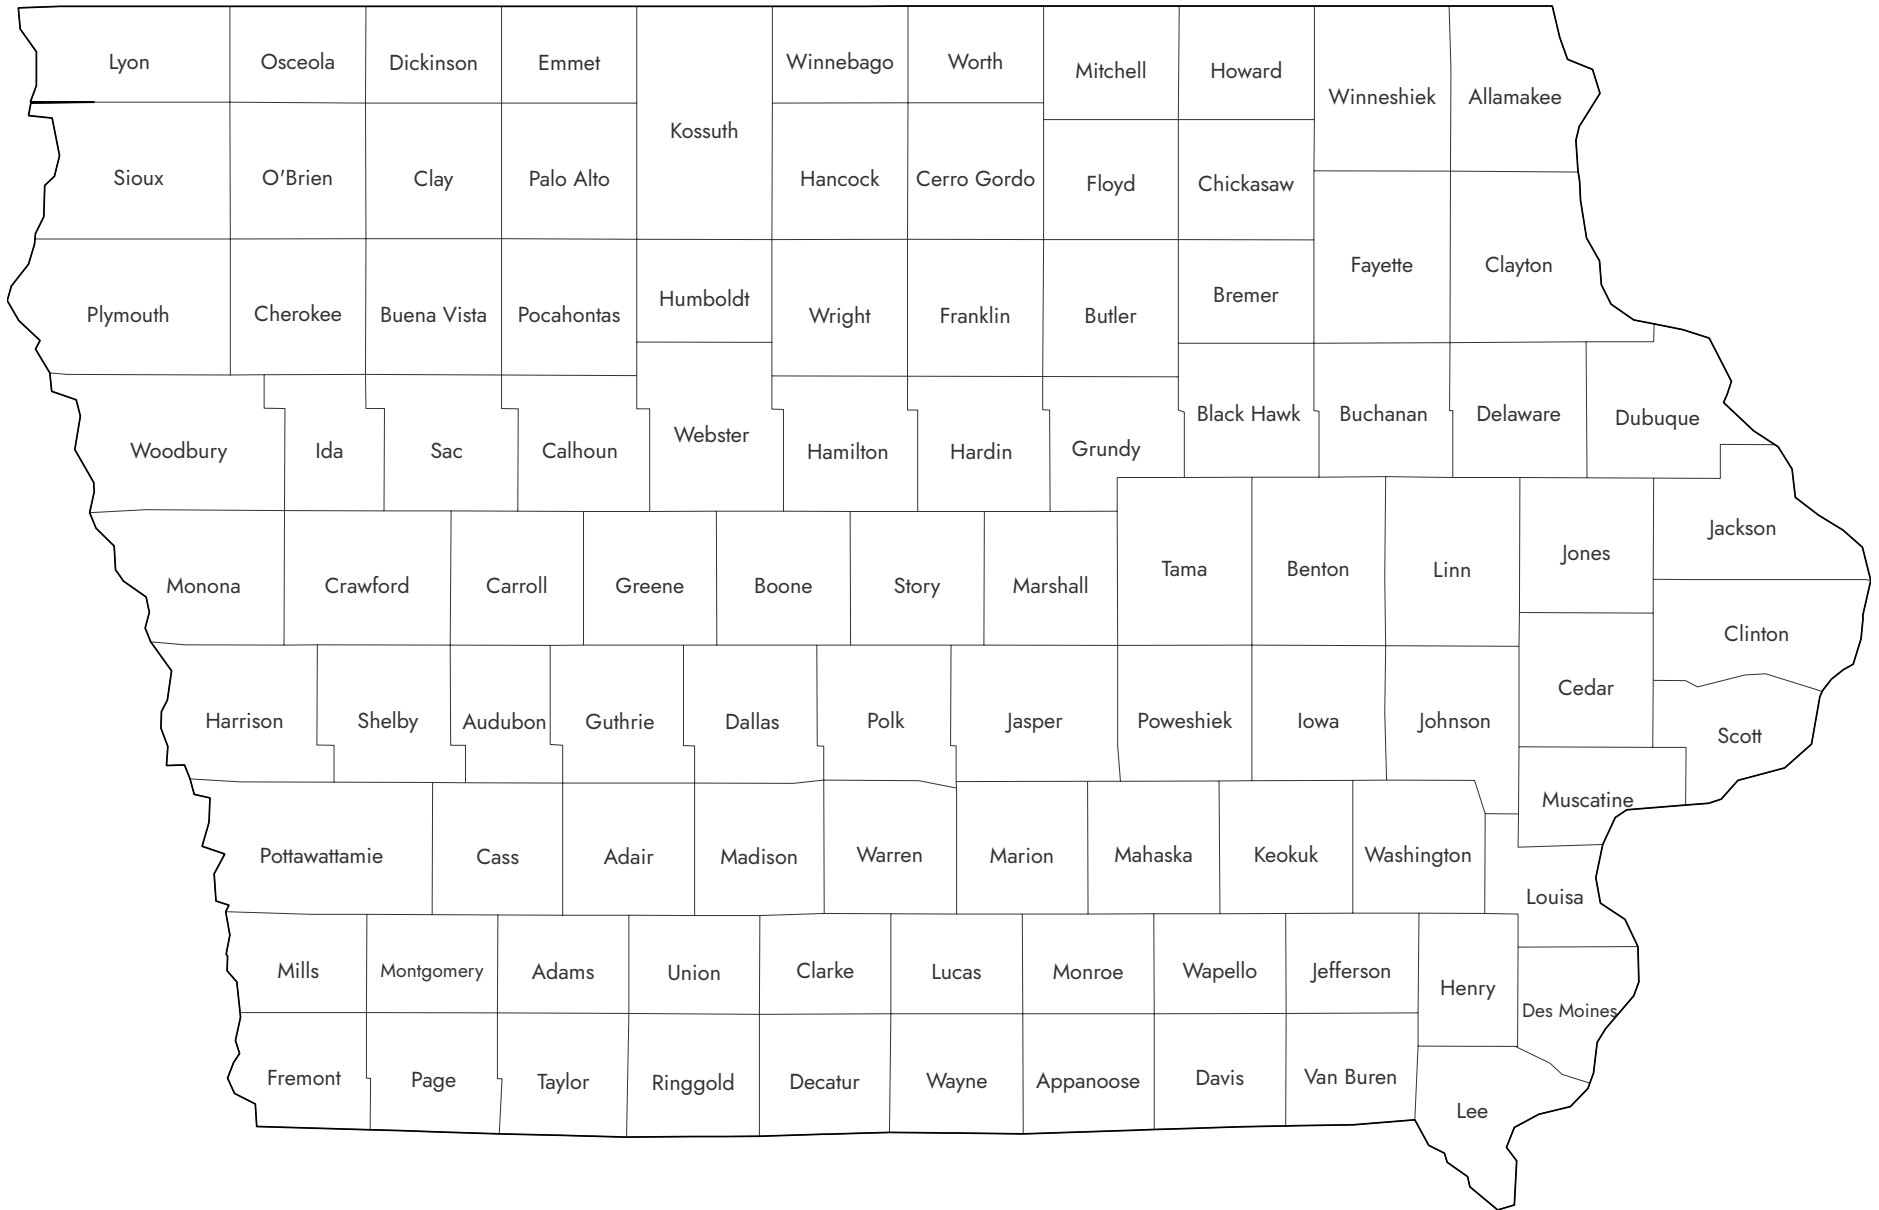 Lyon
Osceola
Dickinson
Emmet
Kossuth
Winnebago
Worth
Mitchell
Howard
Winneshiek
Allamakee
Sioux
O'Brien
Clay
Palo Alto
Hancock
Cerro Gordo
Floyd
Chickasaw
Fayette
Clayton
Plymouth
Cherokee
Buena Vista
Pocahontas
Humboldt
Wright
Franklin
Butler
Bremer
Woodbury
Ida
Sac
Calhoun
Webster
Hamilton
Hardin
Grundy
Black Hawk
Buchanan
Delaware
Dubuque
Monona
Crawford
Carroll
Greene
Boone
Story
Marshall
Tama
Benton
Linn
Jones
Jackson
Clinton
Harrison
Shelby
Audubon
Guthrie
Dallas
Polk
Jasper
Poweshiek
Iowa
Johnson
Cedar
Scott
Muscatine
Pottawattamie
Cass
Adair
Madison
Warren
Marion
Mahaska
Keokuk
Washington
Louisa
Mills
Montgomery
Adams
Union
Clarke
Lucas
Monroe
Wapello
Jefferson
Henry
Des Moines
Fremont
Page
Taylor
Ringgold
Decatur
Wayne
Appanoose
Davis
Van Buren
Lee